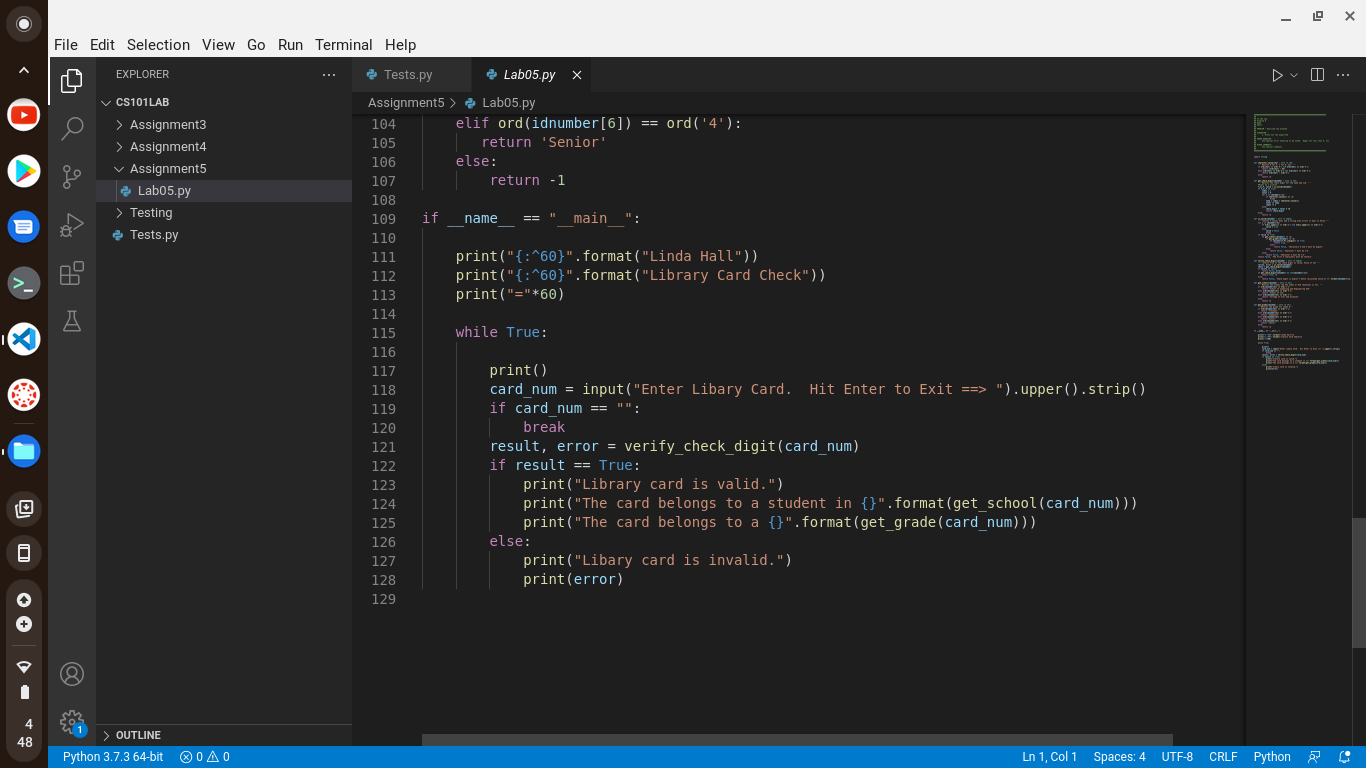 File Edit Selection View Go Run Terminal Help
EXPLORER
Tests.py
Lab05.py
CS101LAB
Assignment3
Assignment4
Assignment5
Lab05.py
Testing
Tests.py
OUTLINE
Assignment5 > Lab05.py
104 elif ord(idnumber[6]) == ord('4'):
105 return 'Senior'
106 else:
107 return -1
108
109 if __name__ == "__main__":
110
111 print("{:^60}".format("Linda Hall"))
112 print("{:^60}".format("Library Card Check"))
113 print("="*60)
114
115 while True:
116
117 print()
118 card_num = input("Enter Libary Card.  Hit Enter to Exit ==> ").upper().strip()
119 if card_num == "":
120 break
121 result, error = verify_check_digit(card_num)
122 if result == True:
123 print("Library card is valid.")
124 print("The card belongs to a student in {}".format(get_school(card_num)))
125 print("The card belongs to a {}".format(get_grade(card_num)))
126 else:
127 print("Libary card is invalid.")
128 print(error)
129
4
48
1
Python 3.7.3 64-bit
0 0
Ln 1, Col 1
Spaces: 4
UTF-8
CRLF
Python